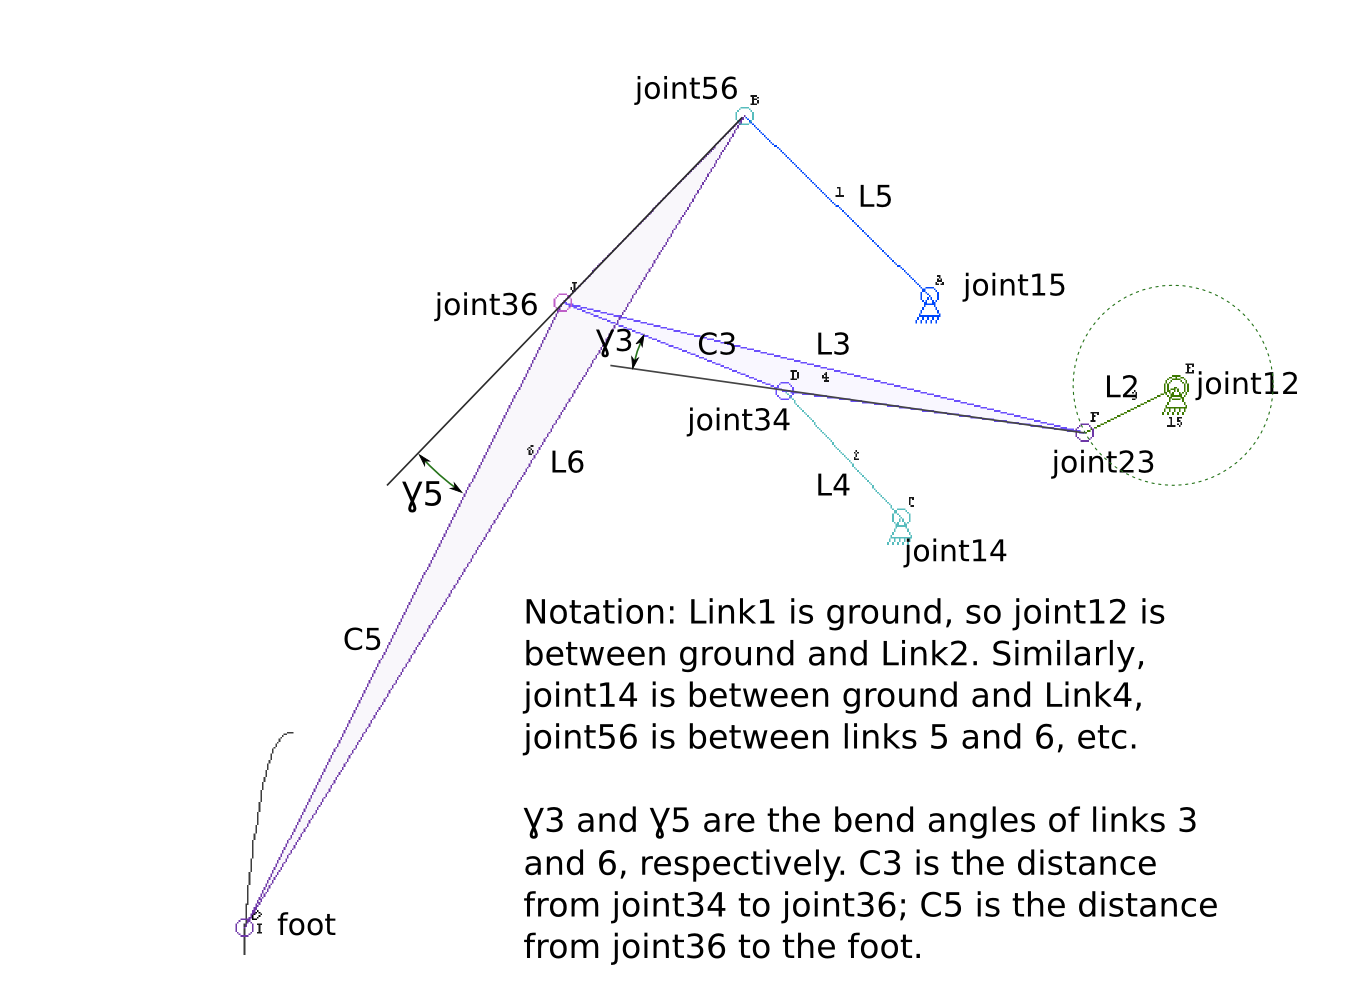 joint56
B
1
L5
A
joint15
J
joint36
Ɣ3
C3
L3
D
4
E
L2
joint12
15
F
joint34
joint23
6
L6
2
L4
C
joint14
Ɣ5
C5
Notation: Link1 is ground, so joint12 is
between ground and Link2. Similarly,
joint14 is between ground and Link4,
joint56 is between links 5 and 6, etc.
Ɣ3 and Ɣ5 are the bend angles of links 3
and 6, respectively. C3 is the distance
from joint34 to joint36; C5 is the distance
from joint36 to the foot.
I
foot